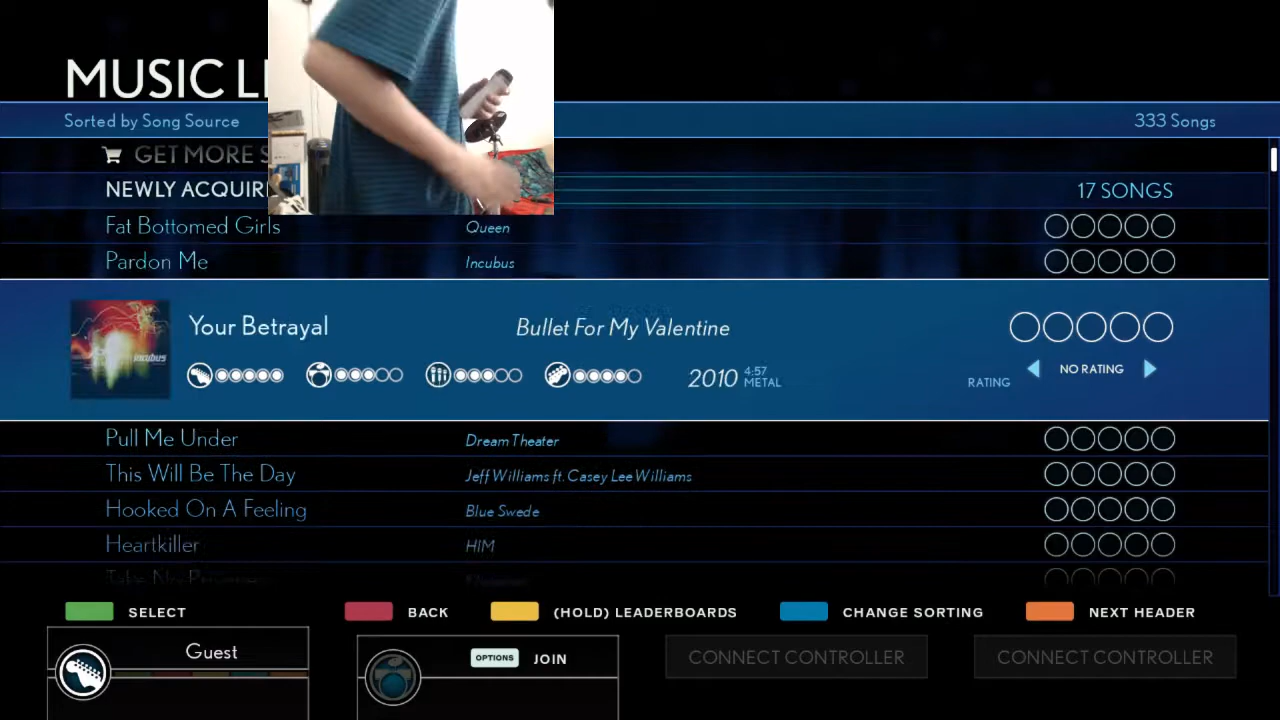 MUSIC LI
Sorted by Song Source 333 Songs
GET MORE S
NEWLY ACQUIR 17 SONGS
Fat Bottomed Girls Queen
Pardon Me Incubus
incubus
Your Betrayal Bullet For My Valentine
2010 4:57 METAL
RATING NO RATING
Pull Me Under Dream Theater
This Will Be The Day Jeff Williams ft. Casey Lee Williams
Hooked On A Feeling Blue Swede
Heartkiller HIM
SELECT BACK (HOLD) LEADERBOARDS CHANGE SORTING NEXT HEADER
Guest OPTIONS JOIN CONNECT CONTROLLER CONNECT CONTROLLER